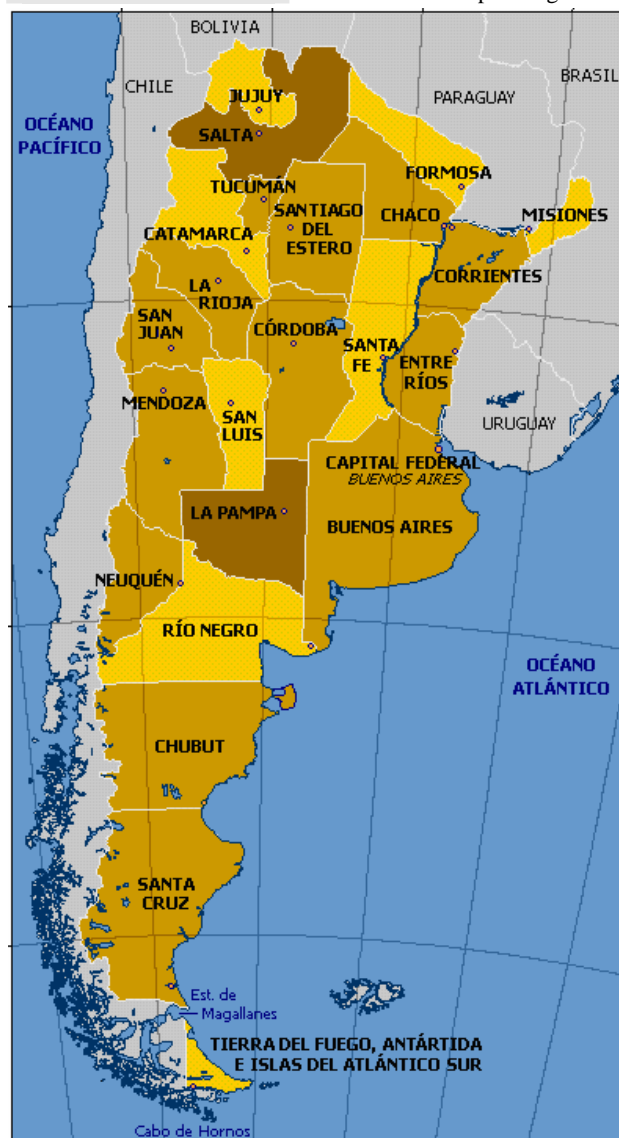 BOLIVIA
CHILE
PARAGUAY
BRASIL
JUJUY
OCÉANO
PACÍFICO
SALTA
FORMOSA
TUCUMÁN
SANTIAGO
DEL
ESTERO
CHACO
MISIONES
CATAMARCA
CORRIENTES
LA
RIOJA
SAN
JUAN
CÓRDOBA
SANTA
FE
ENTRE
RÍOS
MENDOZA
SAN
LUIS
URUGUAY
CAPITAL FEDERAL
BUENOS AIRES
LA PAMPA
BUENOS AIRES
NEUQUÉN
RÍO NEGRO
OCÉANO
ATLÁNTICO
CHUBUT
SANTA
CRUZ
Est. de
Magallanes
TIERRA DEL FUEGO, ANTÁRTIDA
E ISLAS DEL ATLÁNTICO SUR
Cabo de Hornos